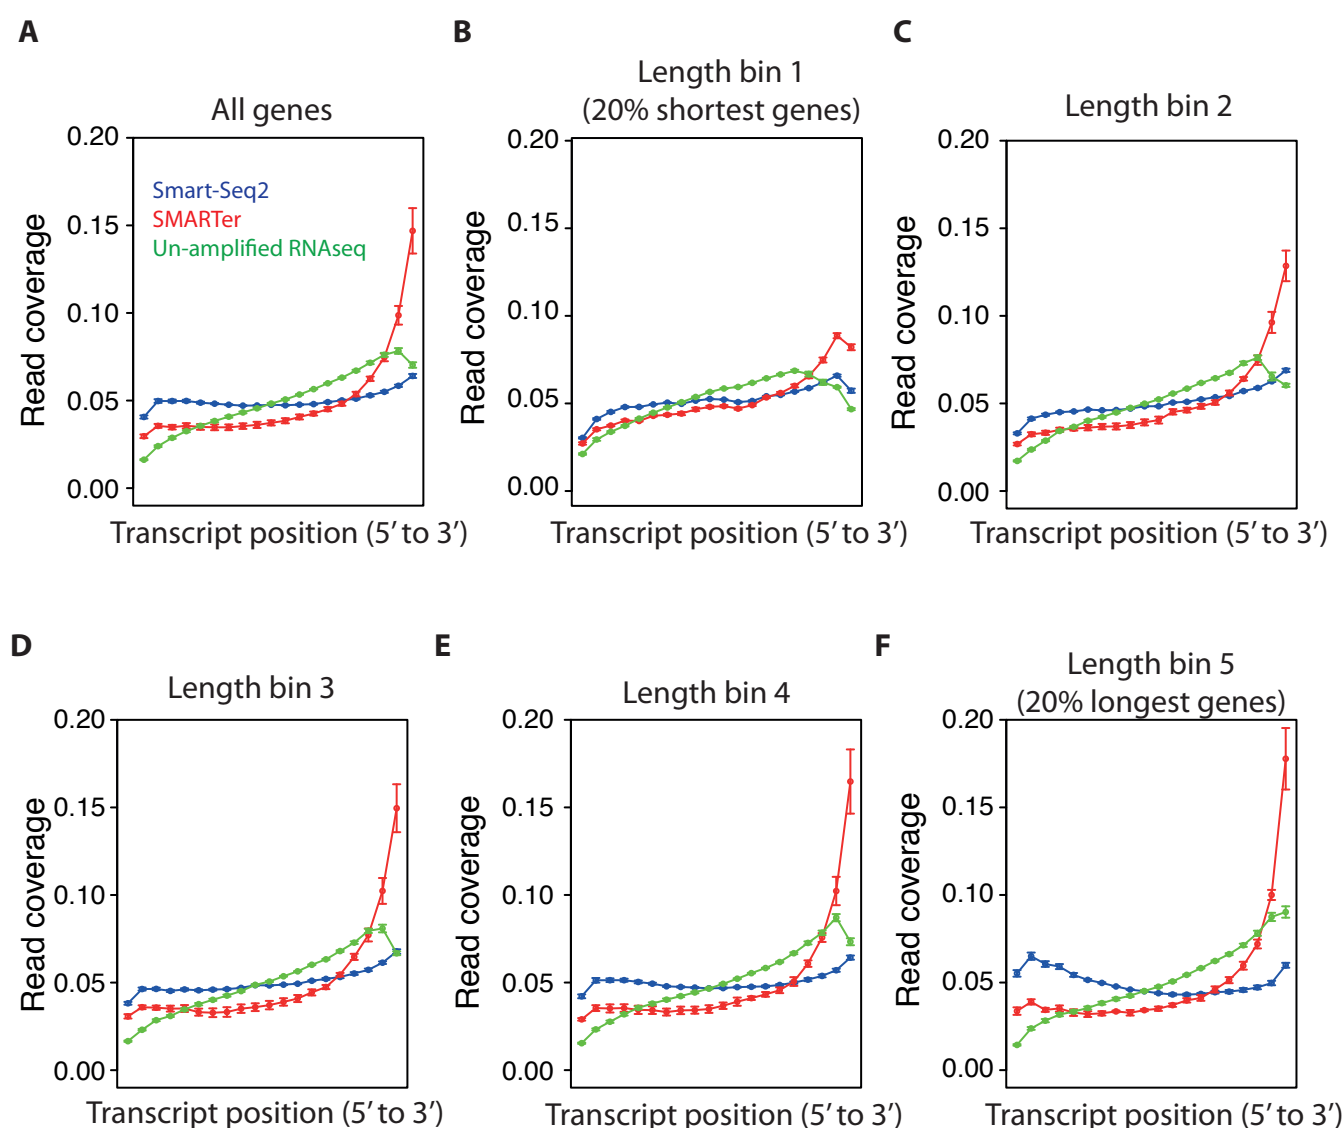 A
All genes
0.20
0.15
0.10
0.05
0.00
Read coverage
Smart-Seq2
SMARTer
Un-amplified RNAseq
Transcript position (5′ to 3′)
B
Length bin 1
(20% shortest genes)
0.20
0.15
0.10
0.05
0.00
Read coverage
Transcript position (5′ to 3′)
C
Length bin 2
0.20
0.15
0.10
0.05
0.00
Read coverage
Transcript position (5′ to 3′)
D
Length bin 3
0.20
0.15
0.10
0.05
0.00
Read coverage
Transcript position (5′ to 3′)
E
Length bin 4
0.20
0.15
0.10
0.05
0.00
Read coverage
Transcript position (5′ to 3′)
F
Length bin 5
(20% longest genes)
0.20
0.15
0.10
0.05
0.00
Read coverage
Transcript position (5′ to 3′)